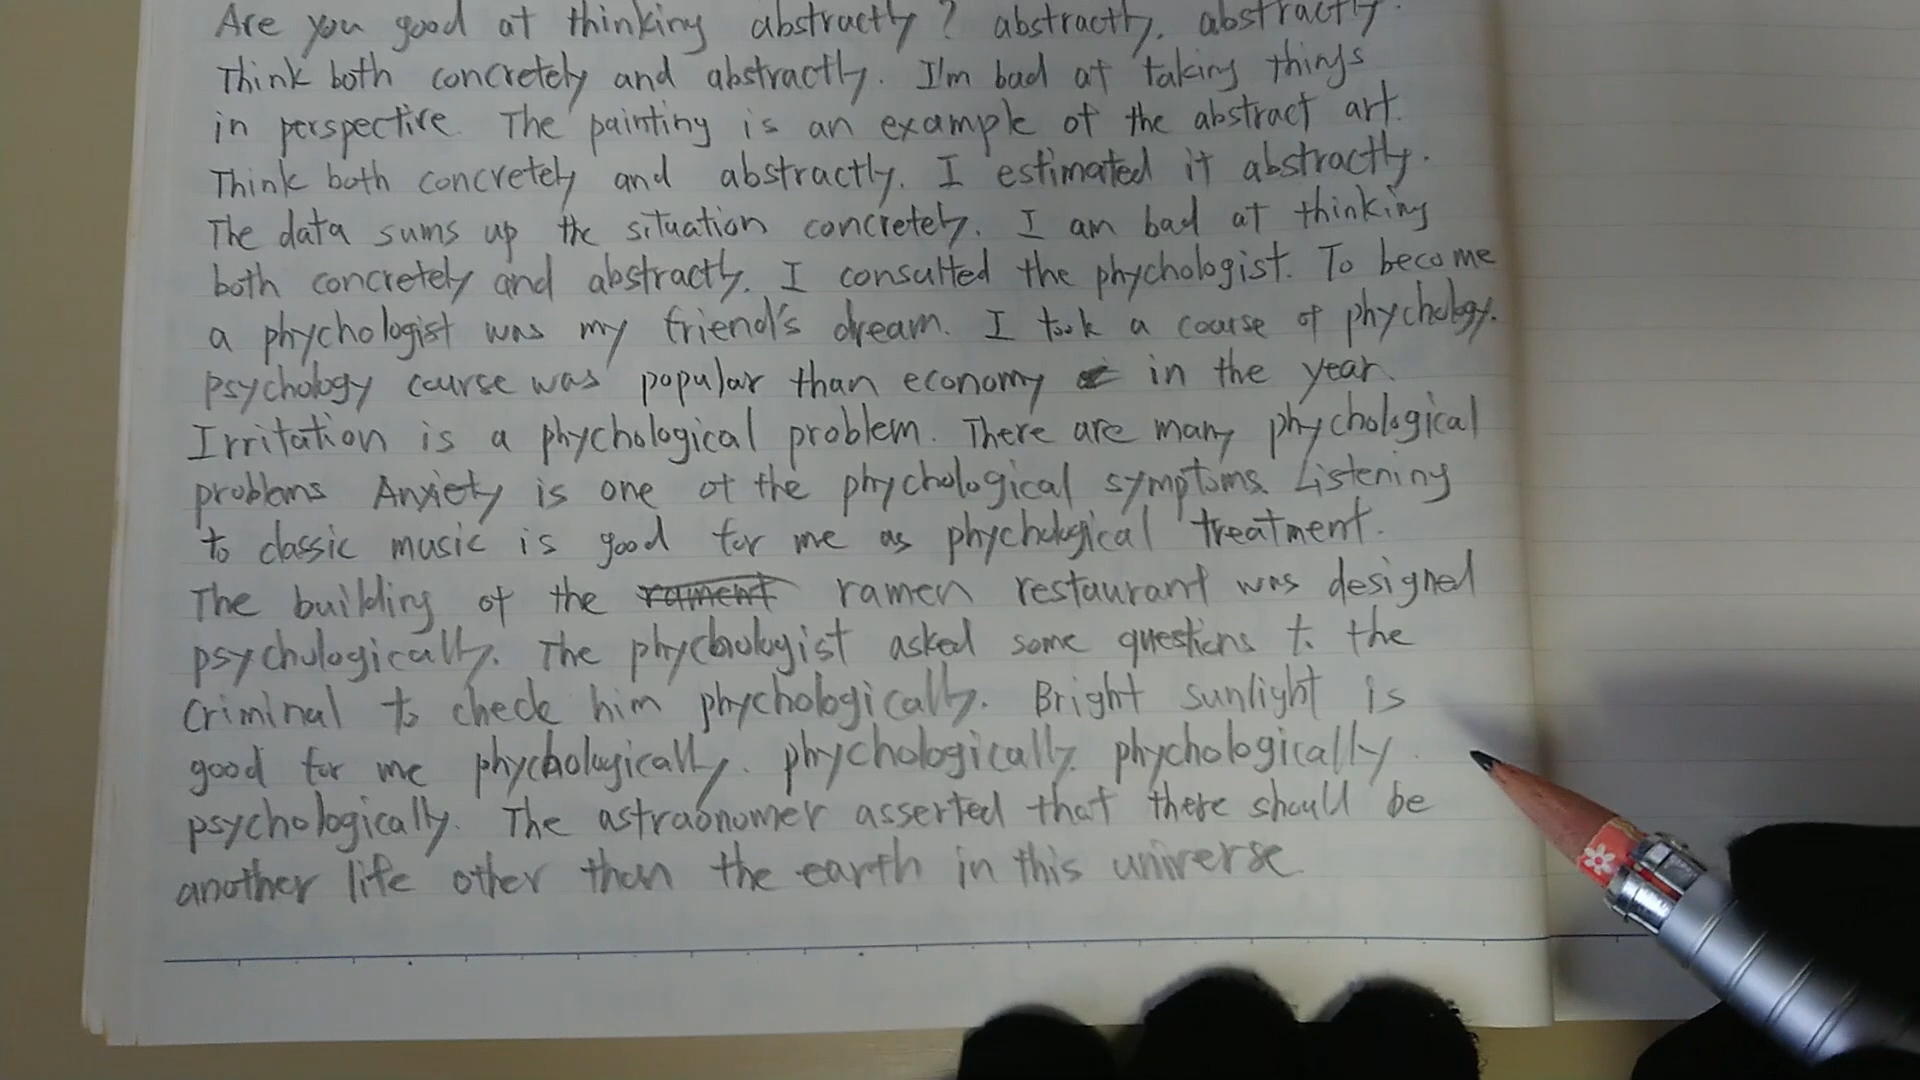 Are you good at thinking abstractly? abstractly. abstractly.
Think both concretely and abstractly. I'm bad at taking things
in perspective. The painting is an example of the abstract art.
Think both concretely and abstractly. I estimated it abstractly.
The data sums up the situation concretely. I am bad at thinking
both concretely and abstractly. I consulted the phychologist. To become
a phychologist was my friend's dream. I took a course of phychology.
psychology course was popular than economy in the year.
Irritation is a phychological problem. There are many phychological
problems Anxiety is one of the phychological symptoms. Listening
to classic music is good for me as phychological treatment.
The building of the rament ramen restaurant was designed
psychologically. The phychologist asked some questions to the
criminal to check him phychologically. Bright sunlight is
good for me phychologically. phychologically. phychologically.
psychologically. The astraonomer asserted that there should be
another life other than the earth in this universe.